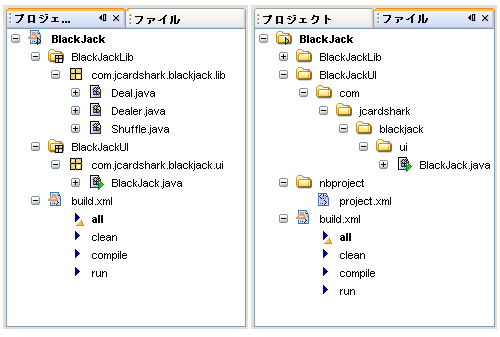 プロジェ... ファイル
BlackJack
BlackJackLib
com.jcardshark.blackjack.lib
Deal.java
Dealer.java
Shuffle.java
BlackJackUI
com.jcardshark.blackjack.ui
BlackJack.java
build.xml
all
clean
compile
run
プロジェクト ファイル
BlackJack
BlackJackLib
BlackJackUI
com
jcardshark
blackjack
ui
BlackJack.java
nbproject
project.xml
build.xml
all
clean
compile
run